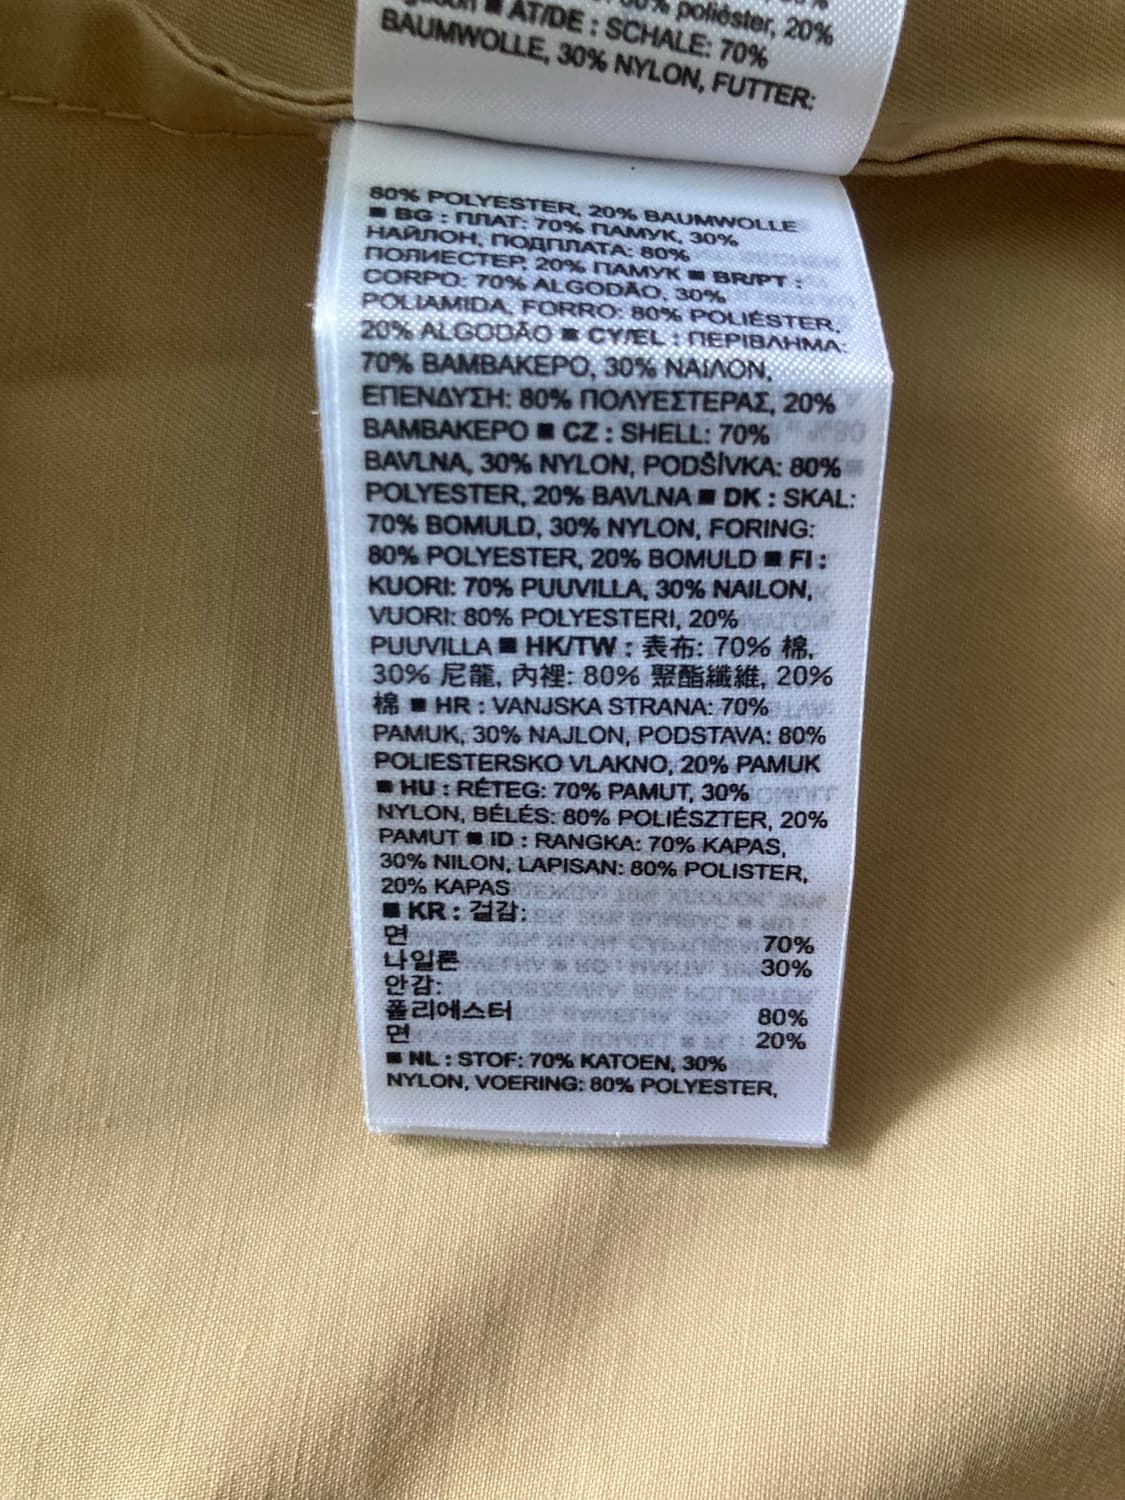 poliéster, 20%
■ AT/DE : SCHALE: 70%
BAUMWOLLE, 30% NYLON, FUTTER:
80% POLYESTER, 20% BAUMWOLLE
■ BG : ПЛАТ: 70% ПАМУК, 30%
НАЙЛОН, ПОДПЛАТА: 80%
ПОЛИЕСТЕР, 20% ПАМУК ■ BR/PT :
CORPO: 70% ALGODÃO, 30%
POLIAMIDA, FORRO: 80% POLIÉSTER,
20% ALGODÃO ■ CY/EL : ΠΕΡΙΒΛΗΜΑ:
70% ΒΑΜΒΑΚΕΡΟ, 30% ΝΑΙΛΟΝ,
ΕΠΕΝΔΥΣΗ: 80% ΠΟΛΥΕΣΤΕΡΑΣ, 20%
ΒΑΜΒΑΚΕΡΟ ■ CZ : SHELL: 70%
BAVLNA, 30% NYLON, PODŠÍVKA: 80%
POLYESTER, 20% BAVLNA ■ DK : SKAL:
70% BOMULD, 30% NYLON, FORING:
80% POLYESTER, 20% BOMULD ■ FI :
KUORI: 70% PUUVILLA, 30% NAILON,
VUORI: 80% POLYESTERI, 20%
PUUVILLA ■ HK/TW : 表布: 70% 棉,
30% 尼龍, 內裡: 80% 聚酯纖維, 20%
棉 ■ HR : VANJSKA STRANA: 70%
PAMUK, 30% NAJLON, PODSTAVA: 80%
POLIESTERSKO VLAKNO, 20% PAMUK
■ HU : RÉTEG: 70% PAMUT, 30%
NYLON, BÉLÉS: 80% POLIÉSZTER, 20%
PAMUT ■ ID : RANGKA: 70% KAPAS,
30% NILON, LAPISAN: 80% POLISTER,
20% KAPAS
■ KR : 겉감:
면 70%
나일론 30%
안감:
폴리에스터 80%
면 20%
■ NL : STOF: 70% KATOEN, 30%
NYLON, VOERING: 80% POLYESTER,